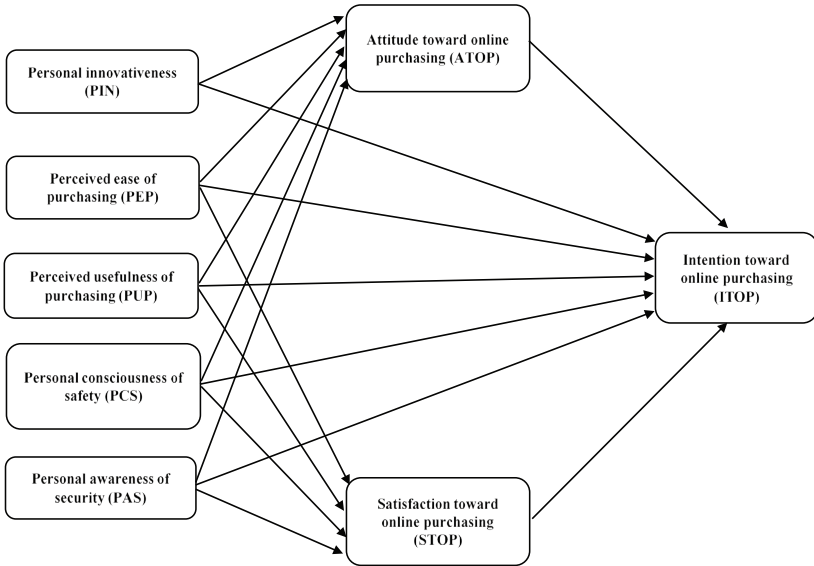 Attitude toward online
purchasing (ATOP)
Personal innovativeness
(PIN)
Perceived ease of
purchasing (PEP)
Perceived usefulness of
purchasing (PUP)
Intention toward
online purchasing
(ITOP)
Personal consciousness of
safety (PCS)
Personal awareness of
security (PAS)
Satisfaction toward
online purchasing
(STOP)